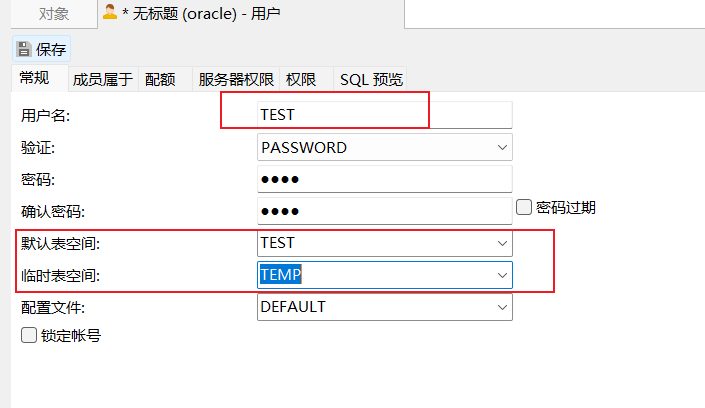 对象
* 无标题 (oracle) - 用户
保存
常规 成员属于 配额 服务器权限 权限 SQL 预览
用户名: TEST
验证: PASSWORD
密码: ●●●●
确认密码: ●●●● 密码过期
默认表空间: TEST
临时表空间: TEMP
配置文件: DEFAULT
锁定帐号